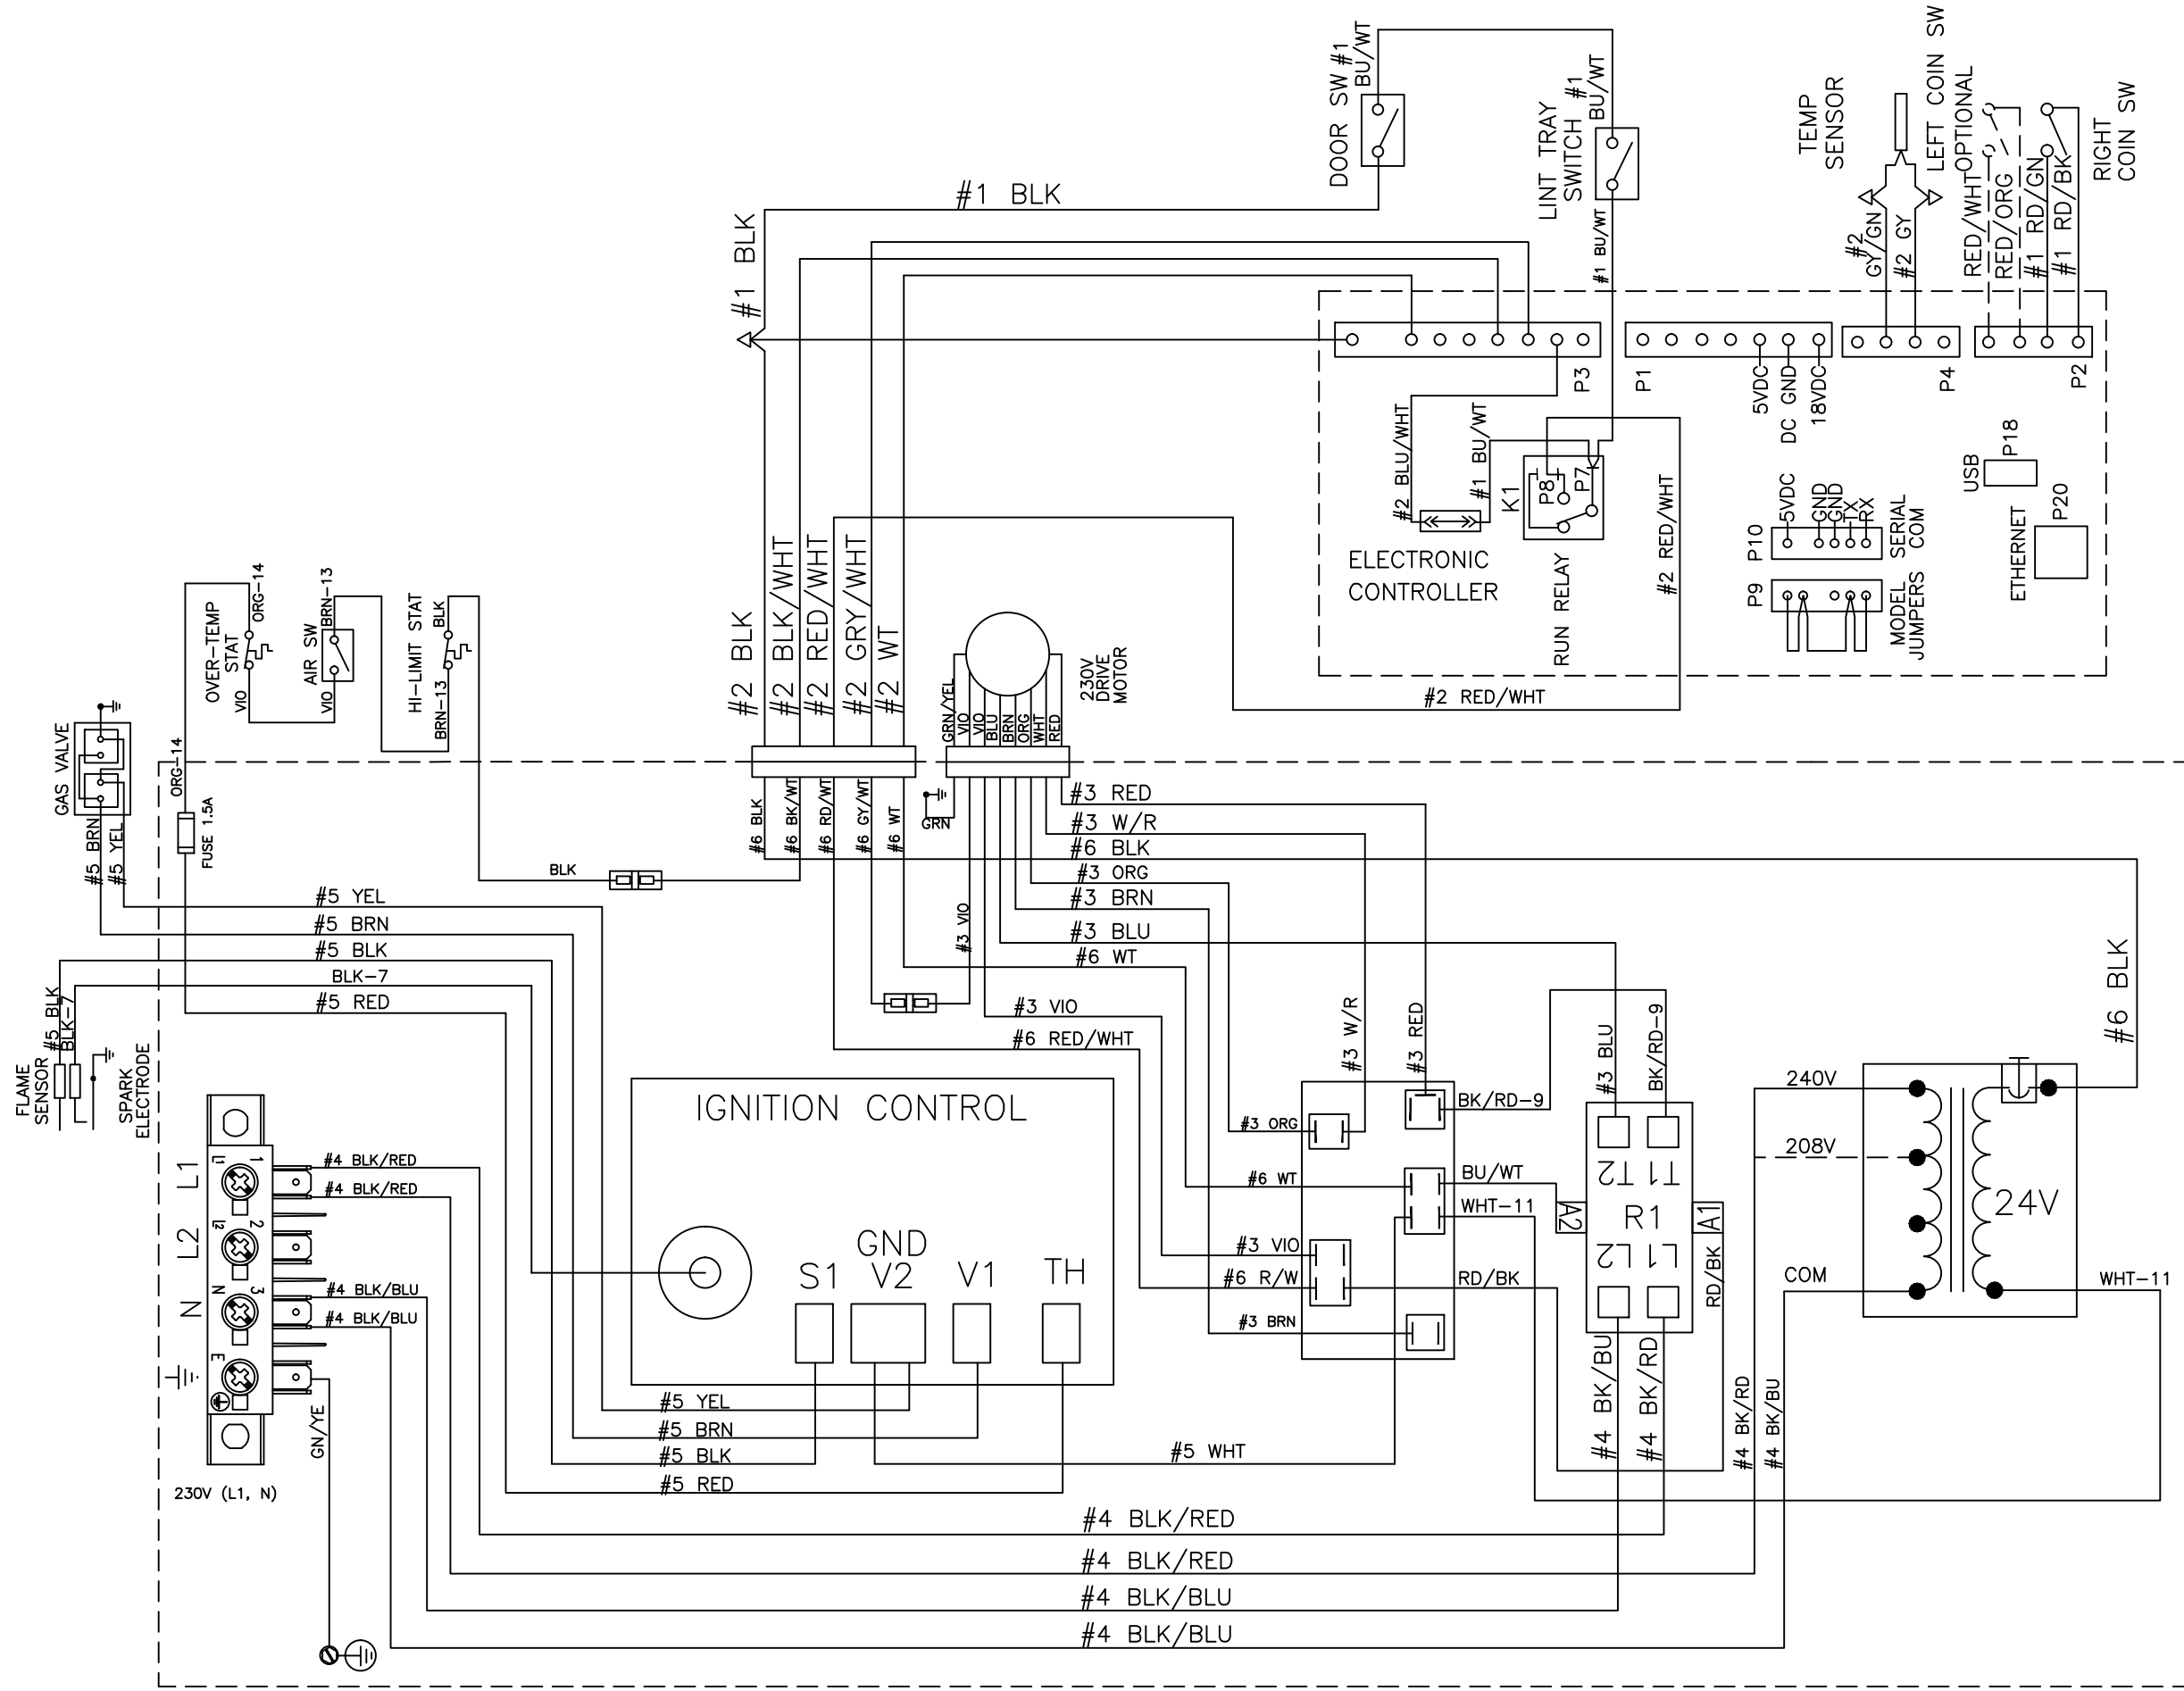 DOOR SW #1
BU/WT
LINT TRAY
SWITCH #1
BU/WT
TEMP
SENSOR
LEFT COIN SW
OPTIONAL
RIGHT
COIN SW
#1 BLK
#1 BLK
#1 BU/WT
#2
GY/GN
#2 GY
RED/WHT
RED/ORG
#1 RD/GN
#1 RD/BK
P3
P1
5VDC
DC GND
18VDC
P4
P2
#2 BLU/WHT
#1 BU/WT
K1
P8
P7
#2 RED/WHT
RUN RELAY
ELECTRONIC
CONTROLLER
USB
P18
P20
ETHERNET
P10
5VDC
GND
GND
TX
RX
SERIAL
COM
P9
MODEL
JUMPERS
OVER-TEMP
STAT
ORG-14
VIO
AIR SW
BRN-13
VIO
HI-LIMIT STAT
BLK
BRN-13
#2 BLK
#2 BLK/WHT
#2 RED/WHT
#2 GRY/WHT
#2 WT
230V
DRIVE
MOTOR
GRN/YEL
VIO
VIO
BLU
BRN
ORG
WHT
RED
#2 RED/WHT
GAS VALVE
ORG-14
FUSE 1.5A
#5 BRN
#5 YEL
#6 BLK
#6 BK/WT
#6 RD/WT
#6 GY/WT
#6 WT
GRN
#3 RED
#3 W/R
#6 BLK
#3 ORG
#3 BRN
#3 BLU
#6 WT
#3 VIO
BLK
#5 YEL
#5 BRN
#5 BLK
BLK-7
#5 RED
#3 VIO
#6 RED/WHT
#5 BLK
BLK-7
FLAME
SENSOR
SPARK
ELECTRODE
#3 W/R
#3 RED
#3 BLU
BK/RD-9
#6 BLK
IGNITION CONTROL
S1
GND
V2
V1
TH
#3 ORG
#6 WT
#3 VIO
#6 R/W
#3 BRN
BK/RD-9
BU/WT
WHT-11
RD/BK
T2
T1
A2
R1
A1
L2
L1
RD/BK
240V
208V
COM
24V
WHT-11
L1
L2
N
L1
1
L2
2
N
3
E
#4 BLK/RED
#4 BLK/RED
#4 BLK/BLU
#4 BLK/BLU
GN/YE
230V (L1, N)
#5 YEL
#5 BRN
#5 BLK
#5 RED
#5 WHT
#4 BK/BU
#4 BK/RD
#4 BK/RD
#4 BK/BU
#4 BLK/RED
#4 BLK/RED
#4 BLK/BLU
#4 BLK/BLU